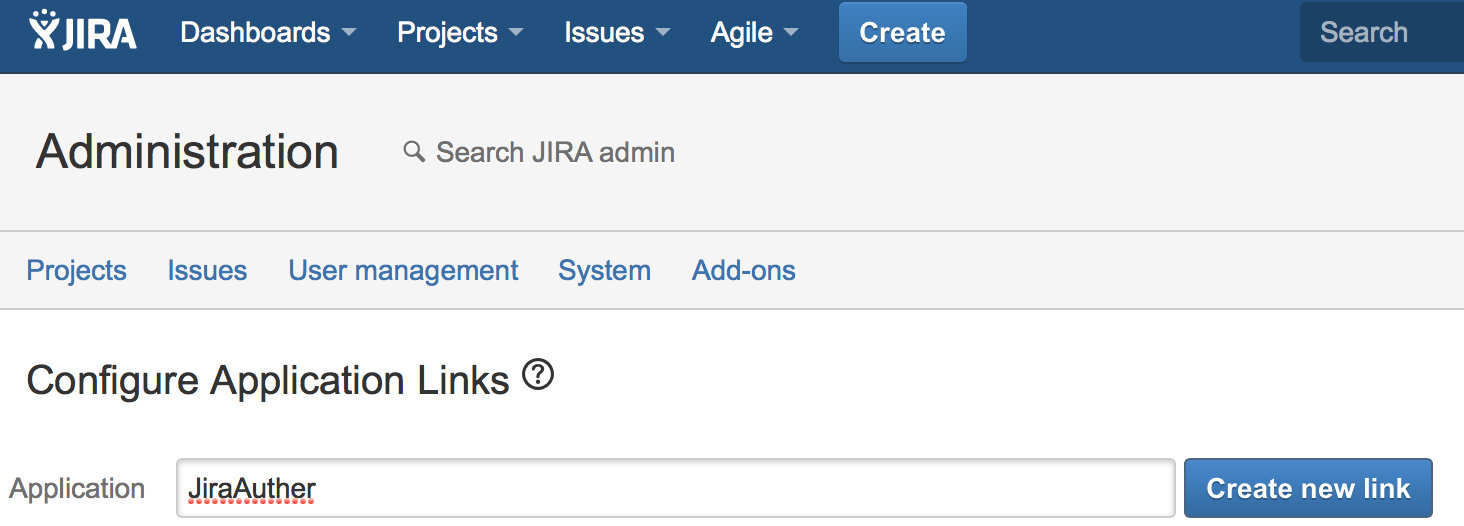 JIRA Dashboards Projects Issues Agile Create Search
Administration Search JIRA admin
Projects Issues User management System Add-ons
Configure Application Links ?
Application JiraAuther Create new link